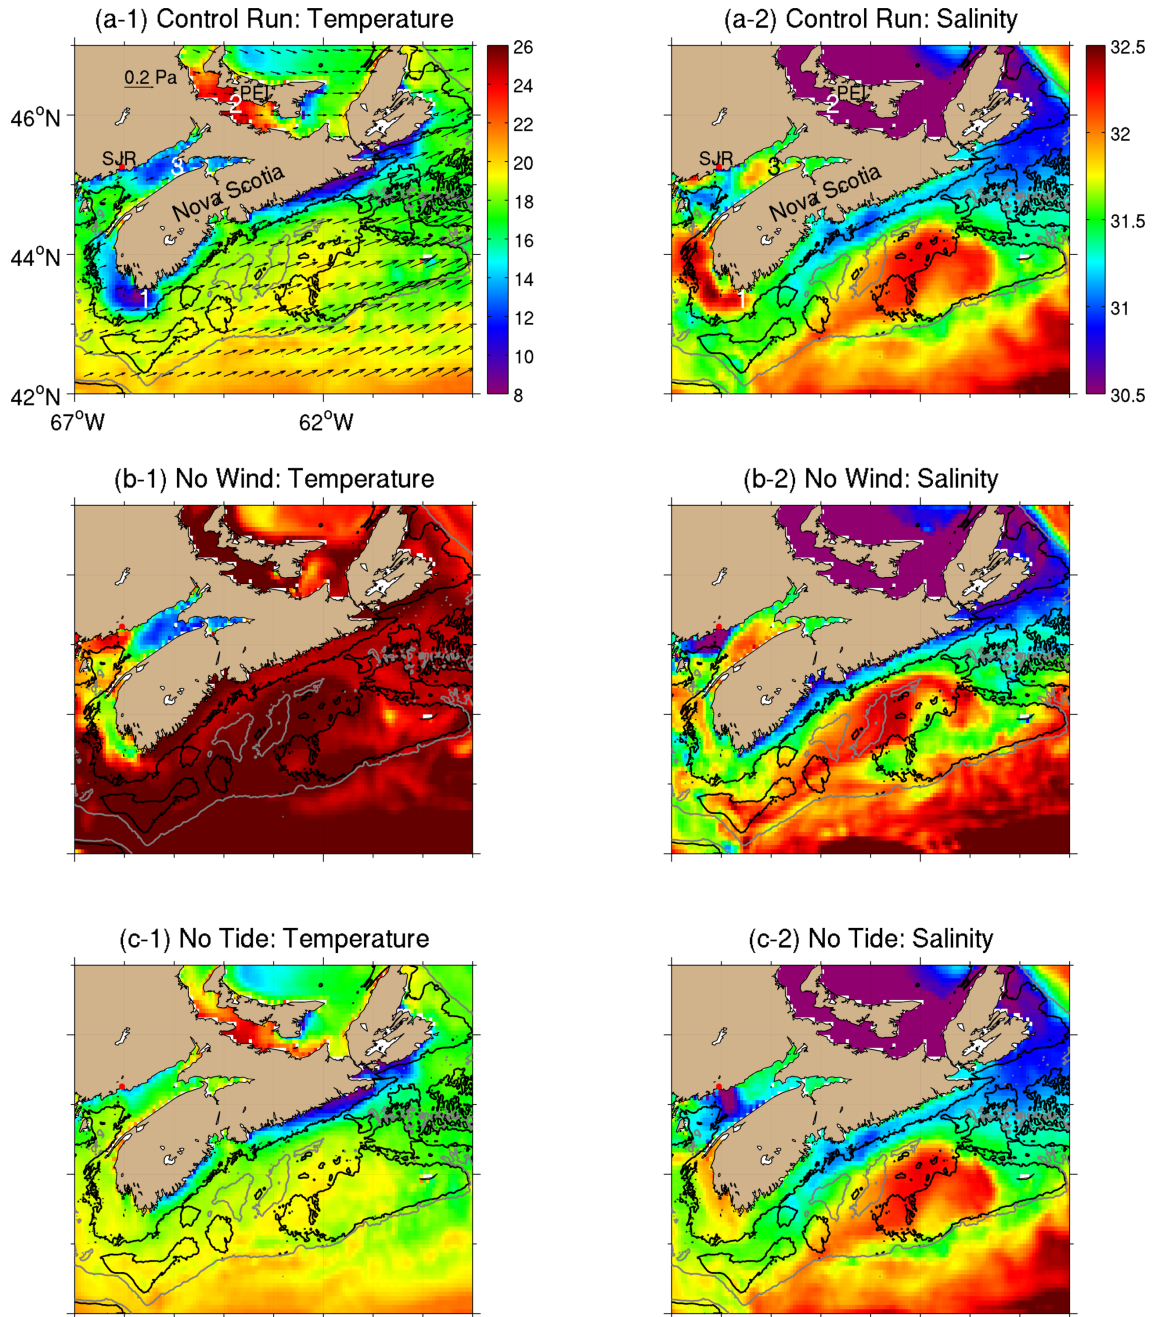 (a-1) Control Run: Temperature
(a-2) Control Run: Salinity
0.2 Pa
PEI
2
SJR
3
Nova Scotia
1
46°N
44°N
42°N
67°W
62°W
26
24
22
20
18
16
14
12
10
8
PEI
2
SJR
3
Nova Scotia
1
32.5
32
31.5
31
30.5
(b-1) No Wind: Temperature
(b-2) No Wind: Salinity
(c-1) No Tide: Temperature
(c-2) No Tide: Salinity